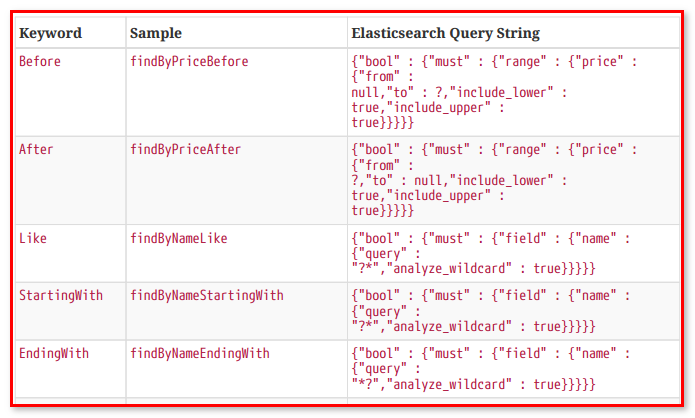 Keyword Sample Elasticsearch Query String
Before findByPriceBefore {"bool" : {"must" : {"range" : {"price" :
{"from" :
null,"to" : ?,"include_lower" :
true,"include_upper" :
true}}}}}
After findByPriceAfter {"bool" : {"must" : {"range" : {"price" :
{"from" :
?,"to" : null,"include_lower" :
true,"include_upper" :
true}}}}}
Like findByNameLike {"bool" : {"must" : {"field" : {"name" :
{"query" :
"?*","analyze_wildcard" : true}}}}}
StartingWith findByNameStartingWith {"bool" : {"must" : {"field" : {"name" :
{"query" :
"?*","analyze_wildcard" : true}}}}}
EndingWith findByNameEndingWith {"bool" : {"must" : {"field" : {"name" :
{"query" :
"*?","analyze_wildcard" : true}}}}}